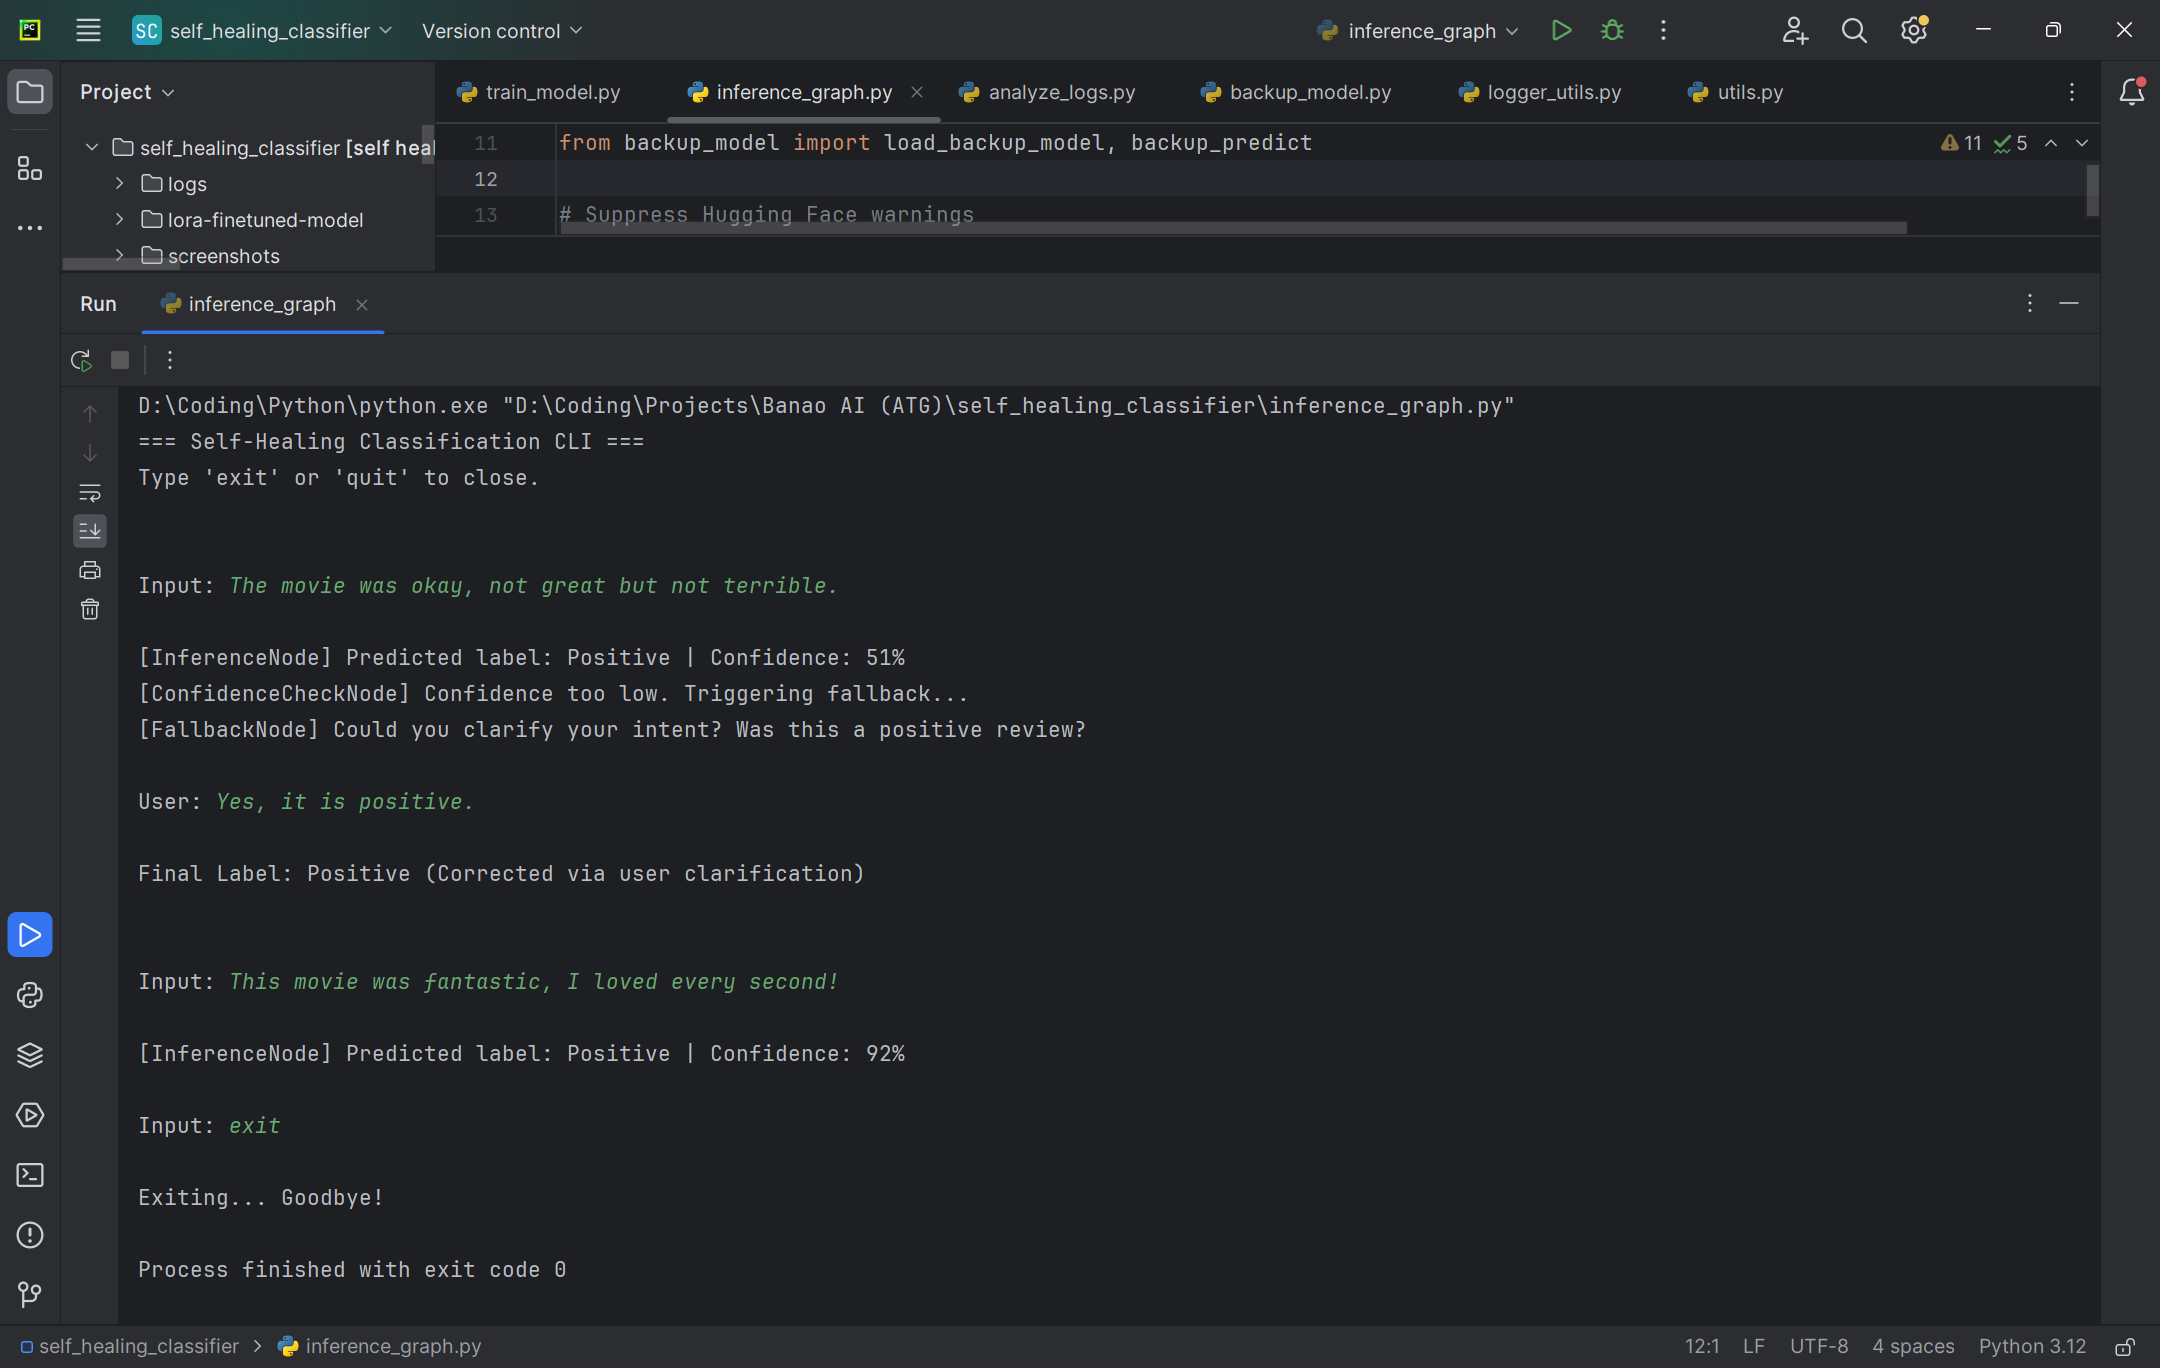 PC
SC self_healing_classifier Version control inference_graph
Project
train_model.py inference_graph.py analyze_logs.py backup_model.py logger_utils.py utils.py
self_healing_classifier [self heal
logs
lora-finetuned-model
screenshots
11 from backup_model import load_backup_model, backup_predict
11 5
12
13 # Suppress Hugging Face warnings
Run inference_graph
D:\Coding\Python\python.exe "D:\Coding\Projects\Banao AI (ATG)\self_healing_classifier\inference_graph.py"
=== Self-Healing Classification CLI ===
Type 'exit' or 'quit' to close.
Input: The movie was okay, not great but not terrible.
[InferenceNode] Predicted label: Positive | Confidence: 51%
[ConfidenceCheckNode] Confidence too low. Triggering fallback...
[FallbackNode] Could you clarify your intent? Was this a positive review?
User: Yes, it is positive.
Final Label: Positive (Corrected via user clarification)
Input: This movie was fantastic, I loved every second!
[InferenceNode] Predicted label: Positive | Confidence: 92%
Input: exit
Exiting... Goodbye!
Process finished with exit code 0
self_healing_classifier > inference_graph.py
12:1 LF UTF-8 4 spaces Python 3.12